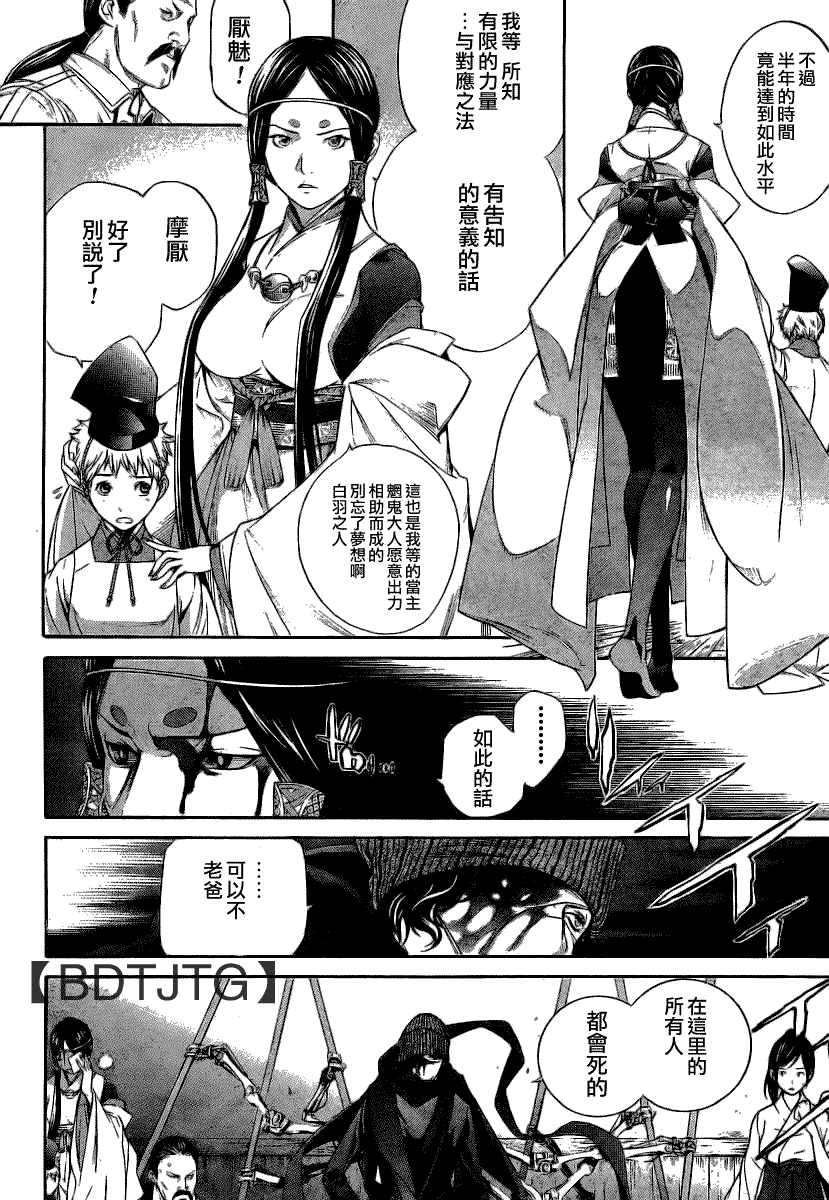 不過
半年的時間
竟能達到如此水平
我等 所知
有限的力量
…与對應之法
有告知
的意義的話
厭魅！
摩厭
好了
別説了！
這也是我等的當主
魍鬼大人愿意出力
相助而成的
別忘了夢想啊
白羽之人
………
如此的話
……
可以不
老爸
【BDTJTG】
在這里的
所有人
都會死的